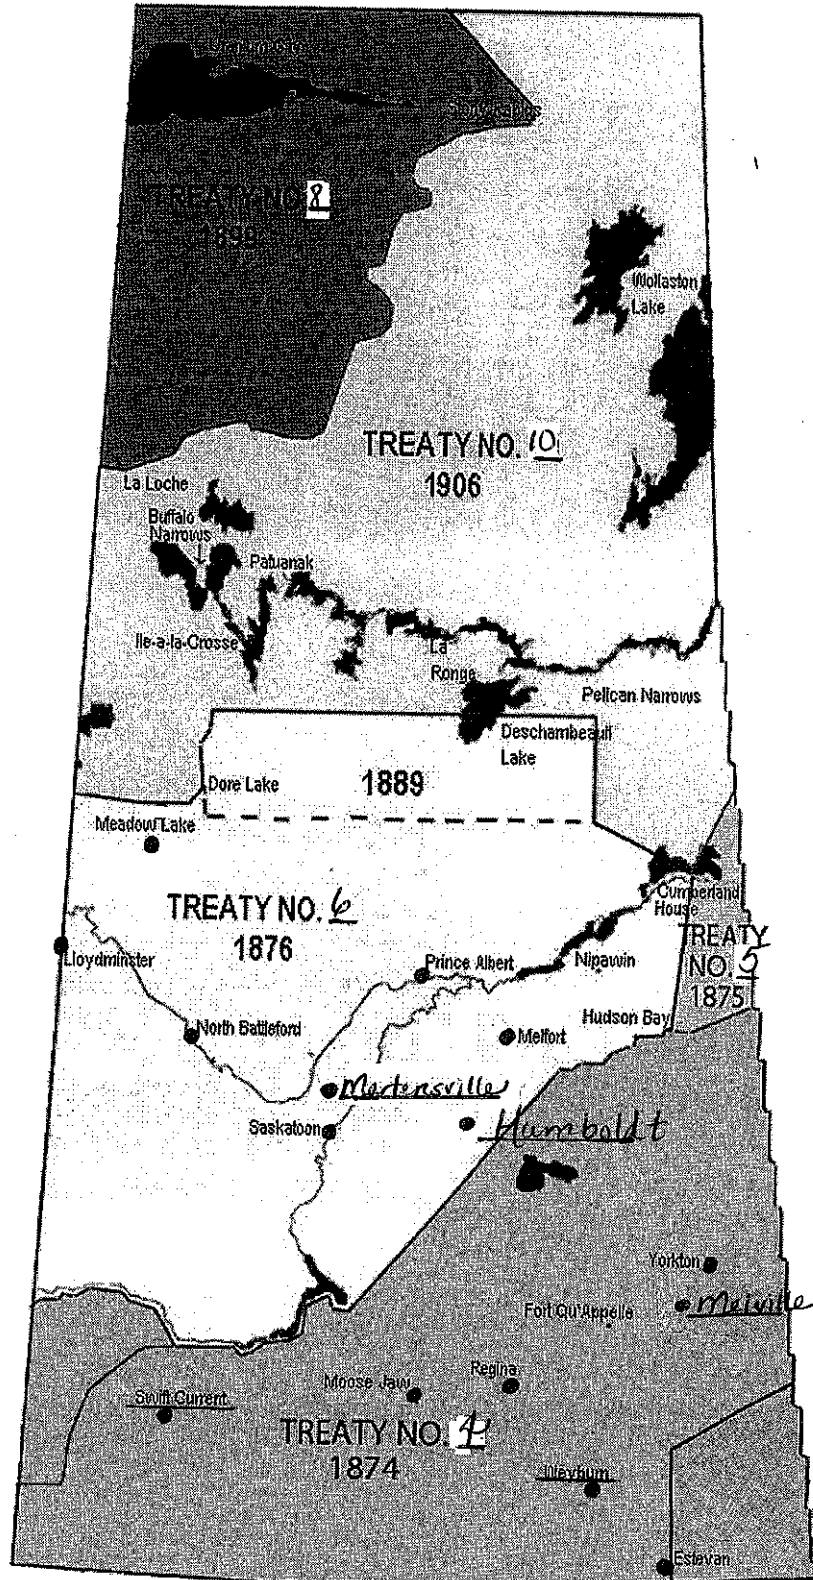 TREATY NO. 8
1899
Wollaston
Lake
TREATY NO. 10
1906
La Loche
Buffalo
Narrows
Patuanak
Ile-a-la-Crosse
La
Ronge
Pelican Narrows
Deschambeault
Lake
Dore Lake
1889
Meadow Lake
TREATY NO. 6
1876
Cumberland
House
TREATY
NO. 5
1875
Lloydminster
Prince Albert
Nipawin
North Battleford
Melfort
Hudson Bay
Martensville
Saskatoon
Humboldt
Yorkton
Melville
Fort Qu'Appelle
Swift Current
Moose Jaw
Regina
TREATY NO. 4
1874
Weyburn
Estevan